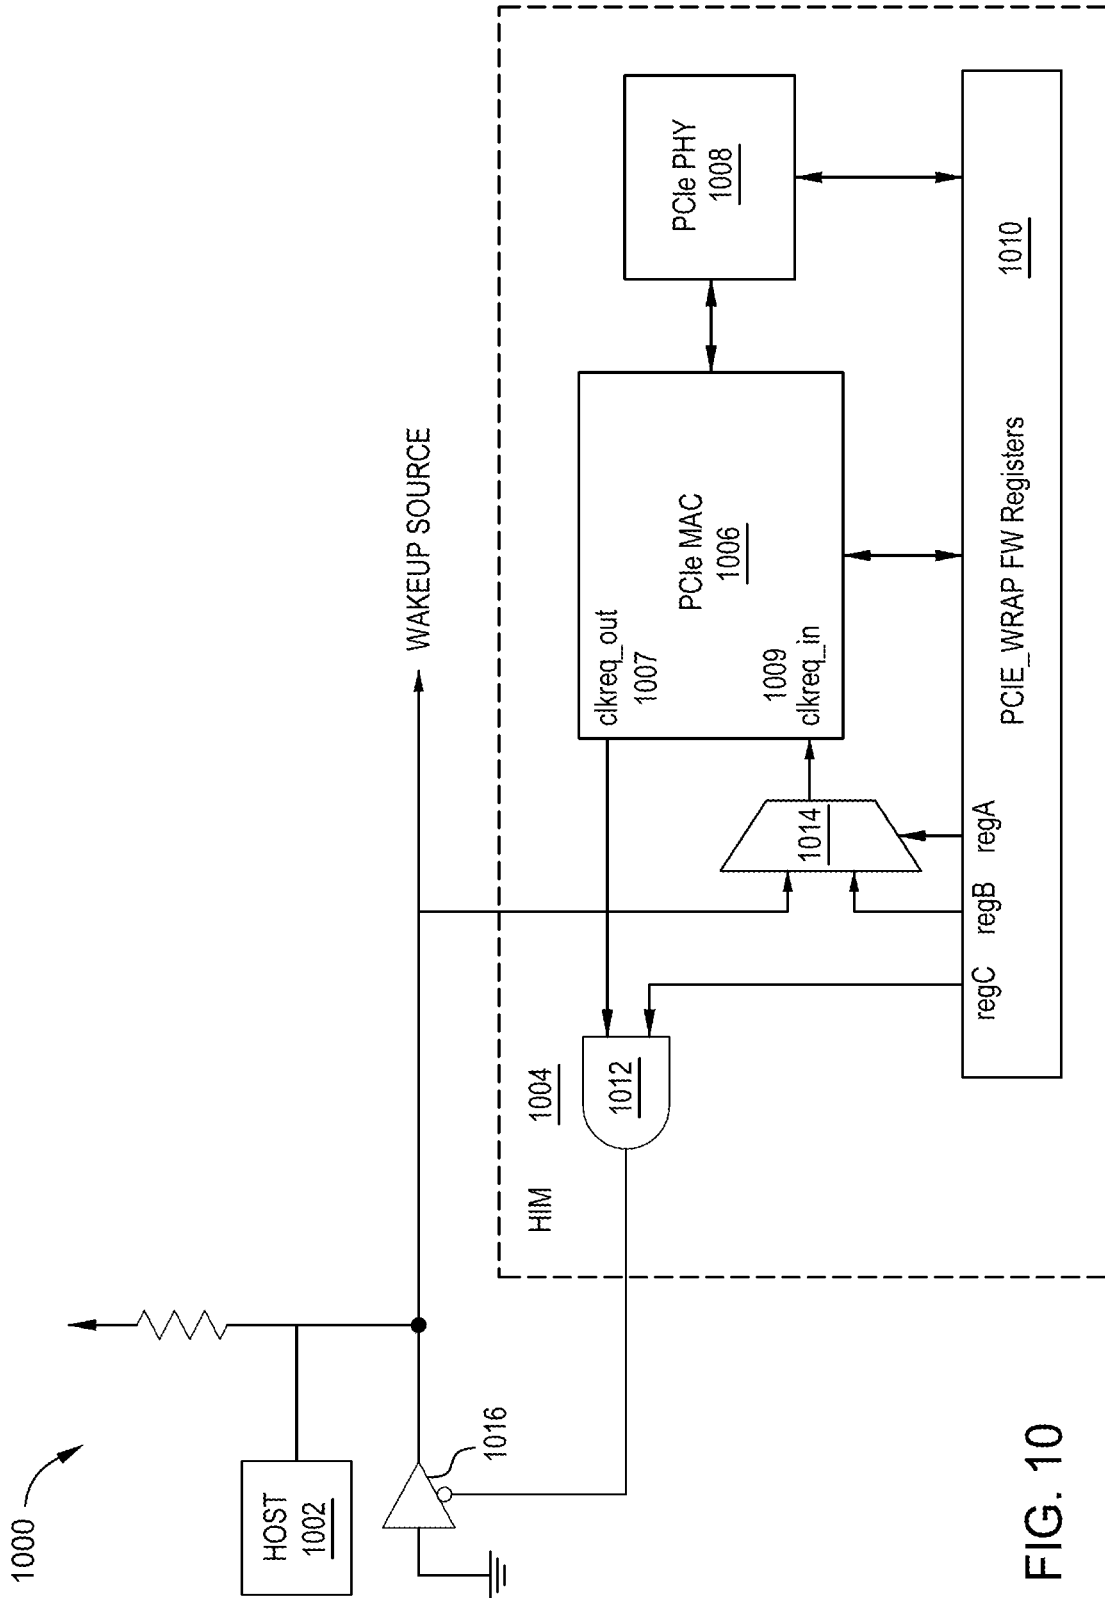 1000
HOST
1002
1016
WAKEUP SOURCE
HIM
1004
1012
clkreq_out
1007
PCIe MAC
1006
1009
clkreq_in
1014
PCIe PHY
1008
regC
regB
regA
PCIE_WRAP FW Registers
1010
FIG. 10